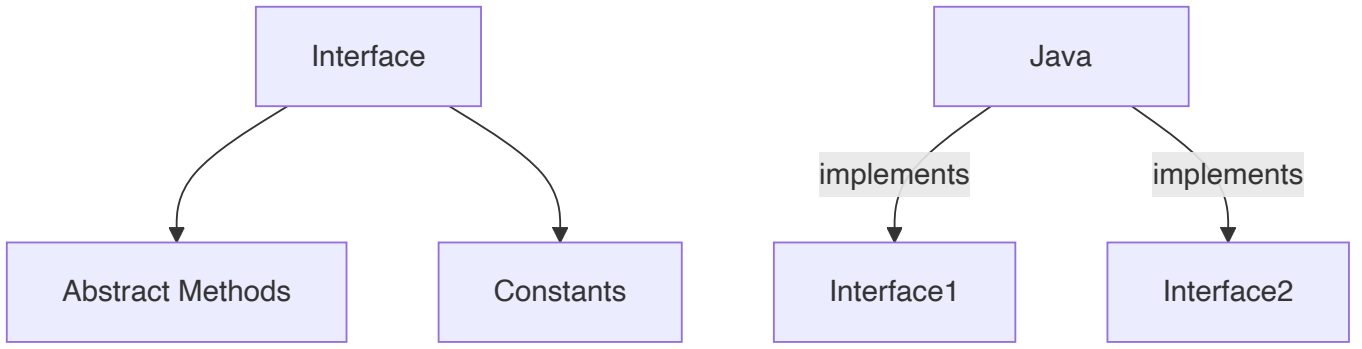 Interface
Java
implements
implements
Abstract Methods
Constants
Interface1
Interface2